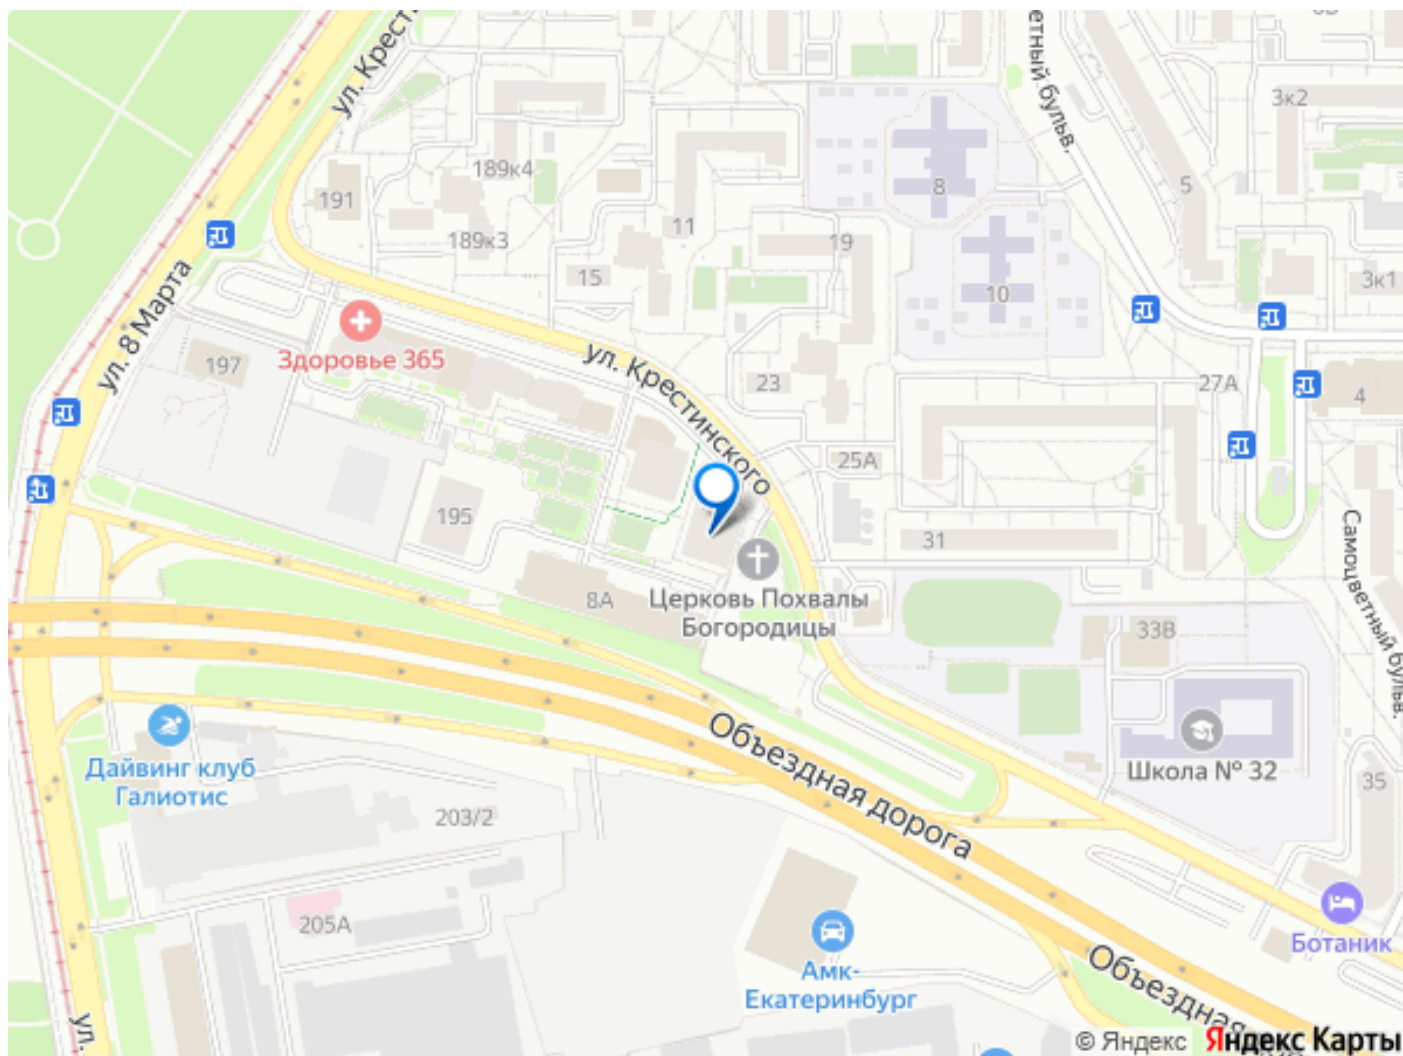 ул. Крести
етный бульв.
3к2
5
189к4
191
8
11
19
189к3
15
10
3к1
ул. 8 Марта
197
Здоровье 365
ул. Крестинского
23
27А
4
25А
195
31
Самоцветный бульв.
8А
Церковь Похвалы
Богородицы
33В
Объездная дорога
Дайвинг клуб
Галиотис
Школа № 32
35
203/2
205А
Ботаник
Амк-
Екатеринбург
Объездная
ул.
© Яндекс Яндекс Карты